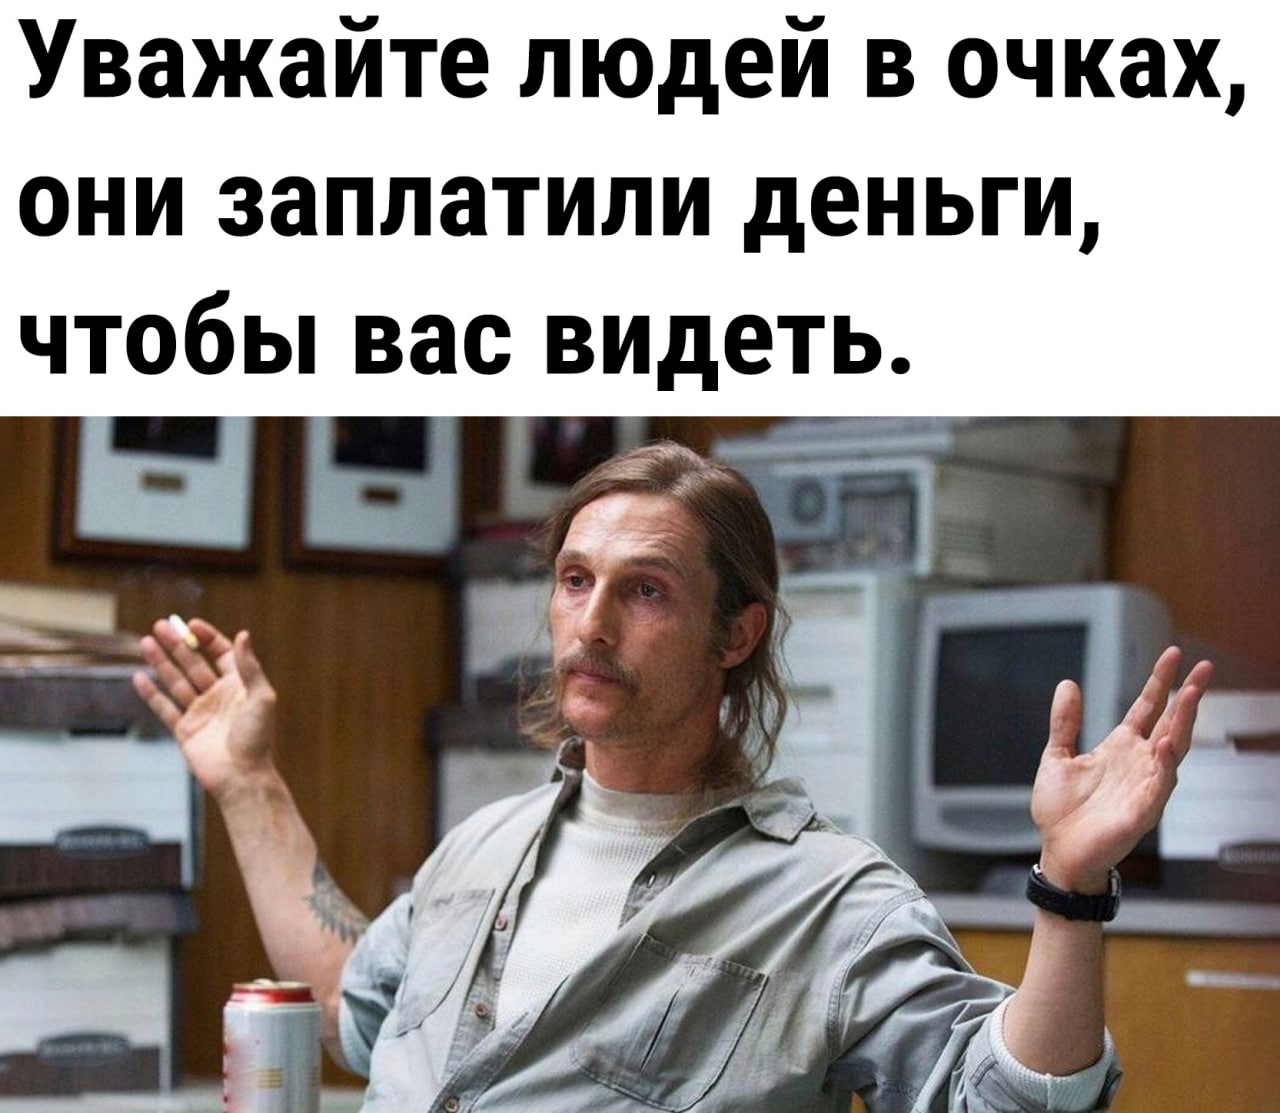 Уважайте людей в очках,
они заплатили деньги,
чтобы вас видеть.